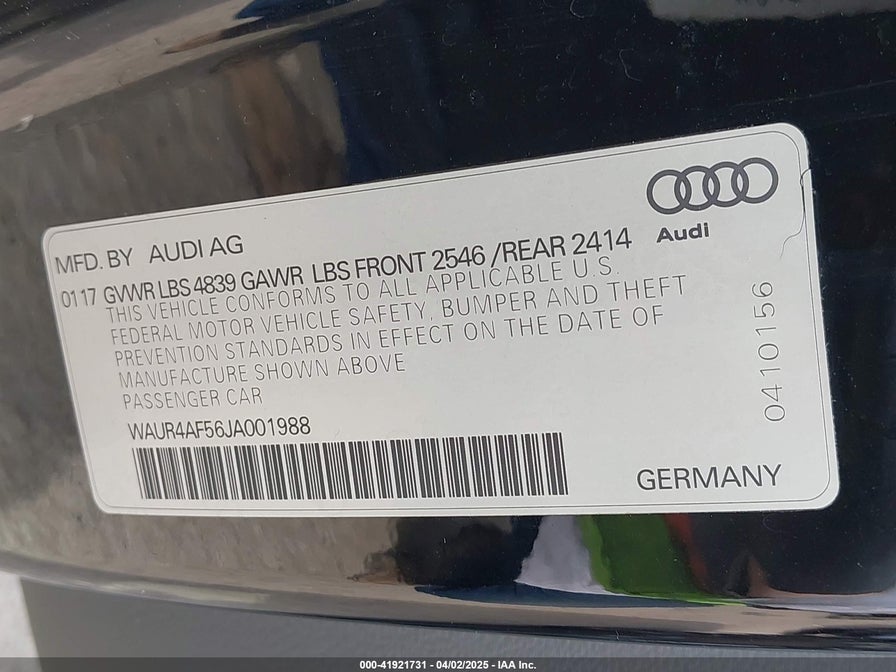 Audi
MFD. BY AUDI AG
01 17 GVWR LBS 4839 GAWR LBS FRONT 2546 /REAR 2414
THIS VEHICLE CONFORMS TO ALL APPLICABLE U.S.
FEDERAL MOTOR VEHICLE SAFETY, BUMPER AND THEFT
PREVENTION STANDARDS IN EFFECT ON THE DATE OF
MANUFACTURE SHOWN ABOVE
PASSENGER CAR
WAUR4AF56JA001988
GERMANY
0410156
000-41921731 - 04/02/2025 - IAA Inc.